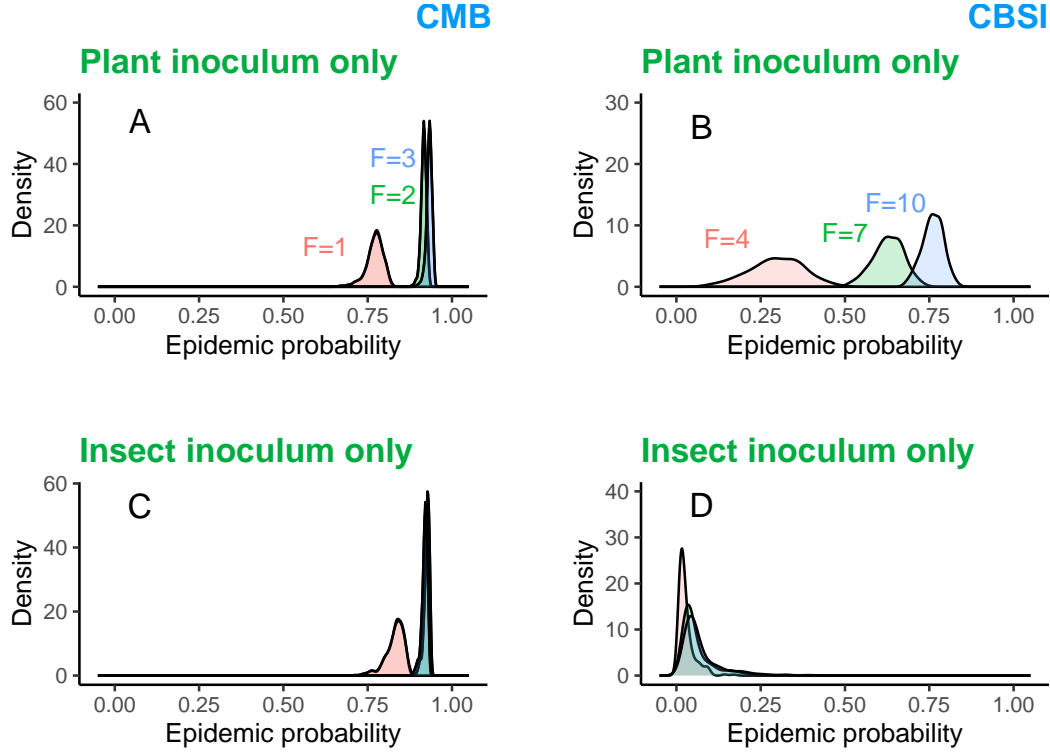 CMB
CBSI
Plant inoculum only
Plant inoculum only
A
B
60
40
20
0
Density
F=3
F=2
F=1
0.00 0.25 0.50 0.75 1.00
Epidemic probability
30
20
10
0
Density
F=10
F=7
F=4
0.00 0.25 0.50 0.75 1.00
Epidemic probability
Insect inoculum only
Insect inoculum only
C
D
60
40
20
0
Density
0.00 0.25 0.50 0.75 1.00
Epidemic probability
40
30
20
10
0
Density
0.00 0.25 0.50 0.75 1.00
Epidemic probability